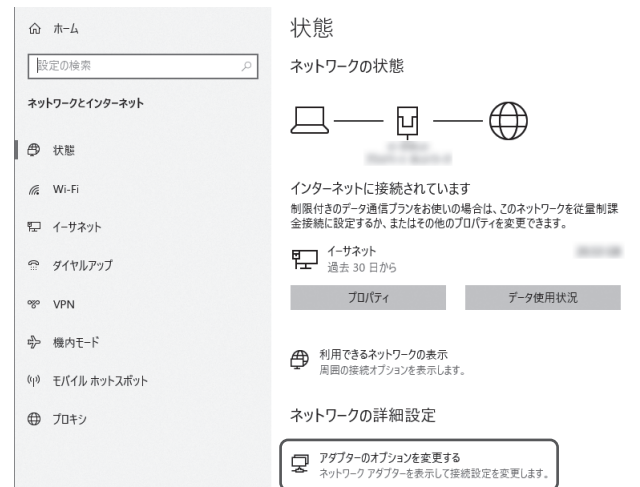 ホーム
設定の検索
ネットワークとインターネット
状態
Wi-Fi
イーサネット
ダイヤルアップ
VPN
機内モード
モバイル ホットスポット
プロキシ
状態
ネットワークの状態
インターネットに接続されています
制限付きのデータ通信プランをお使いの場合は、このネットワークを従量制課
金接続に設定するか、またはその他のプロパティを変更できます。
イーサネット
過去 30 日から
プロパティ
データ使用状況
利用できるネットワークの表示
周囲の接続オプションを表示します。
ネットワークの詳細設定
アダプターのオプションを変更する
ネットワーク アダプターを表示して接続設定を変更します。